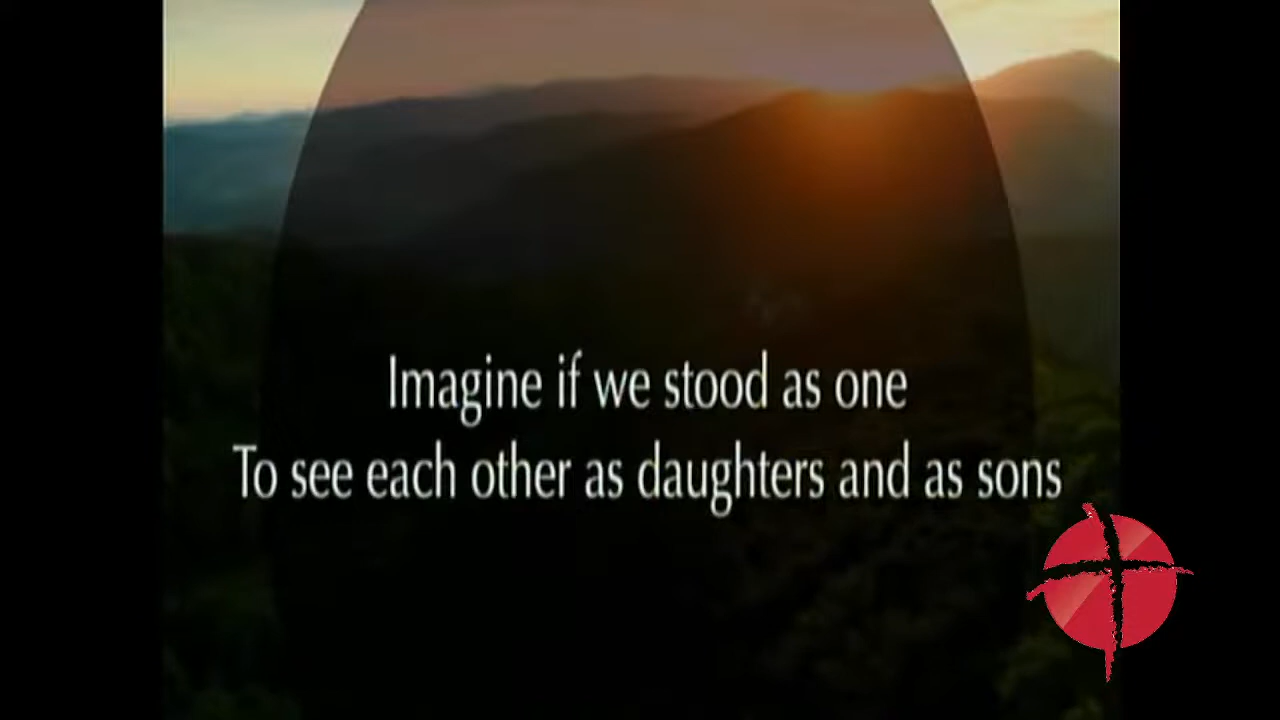 Imagine if we stood as one
To see each other as daughters and as sons